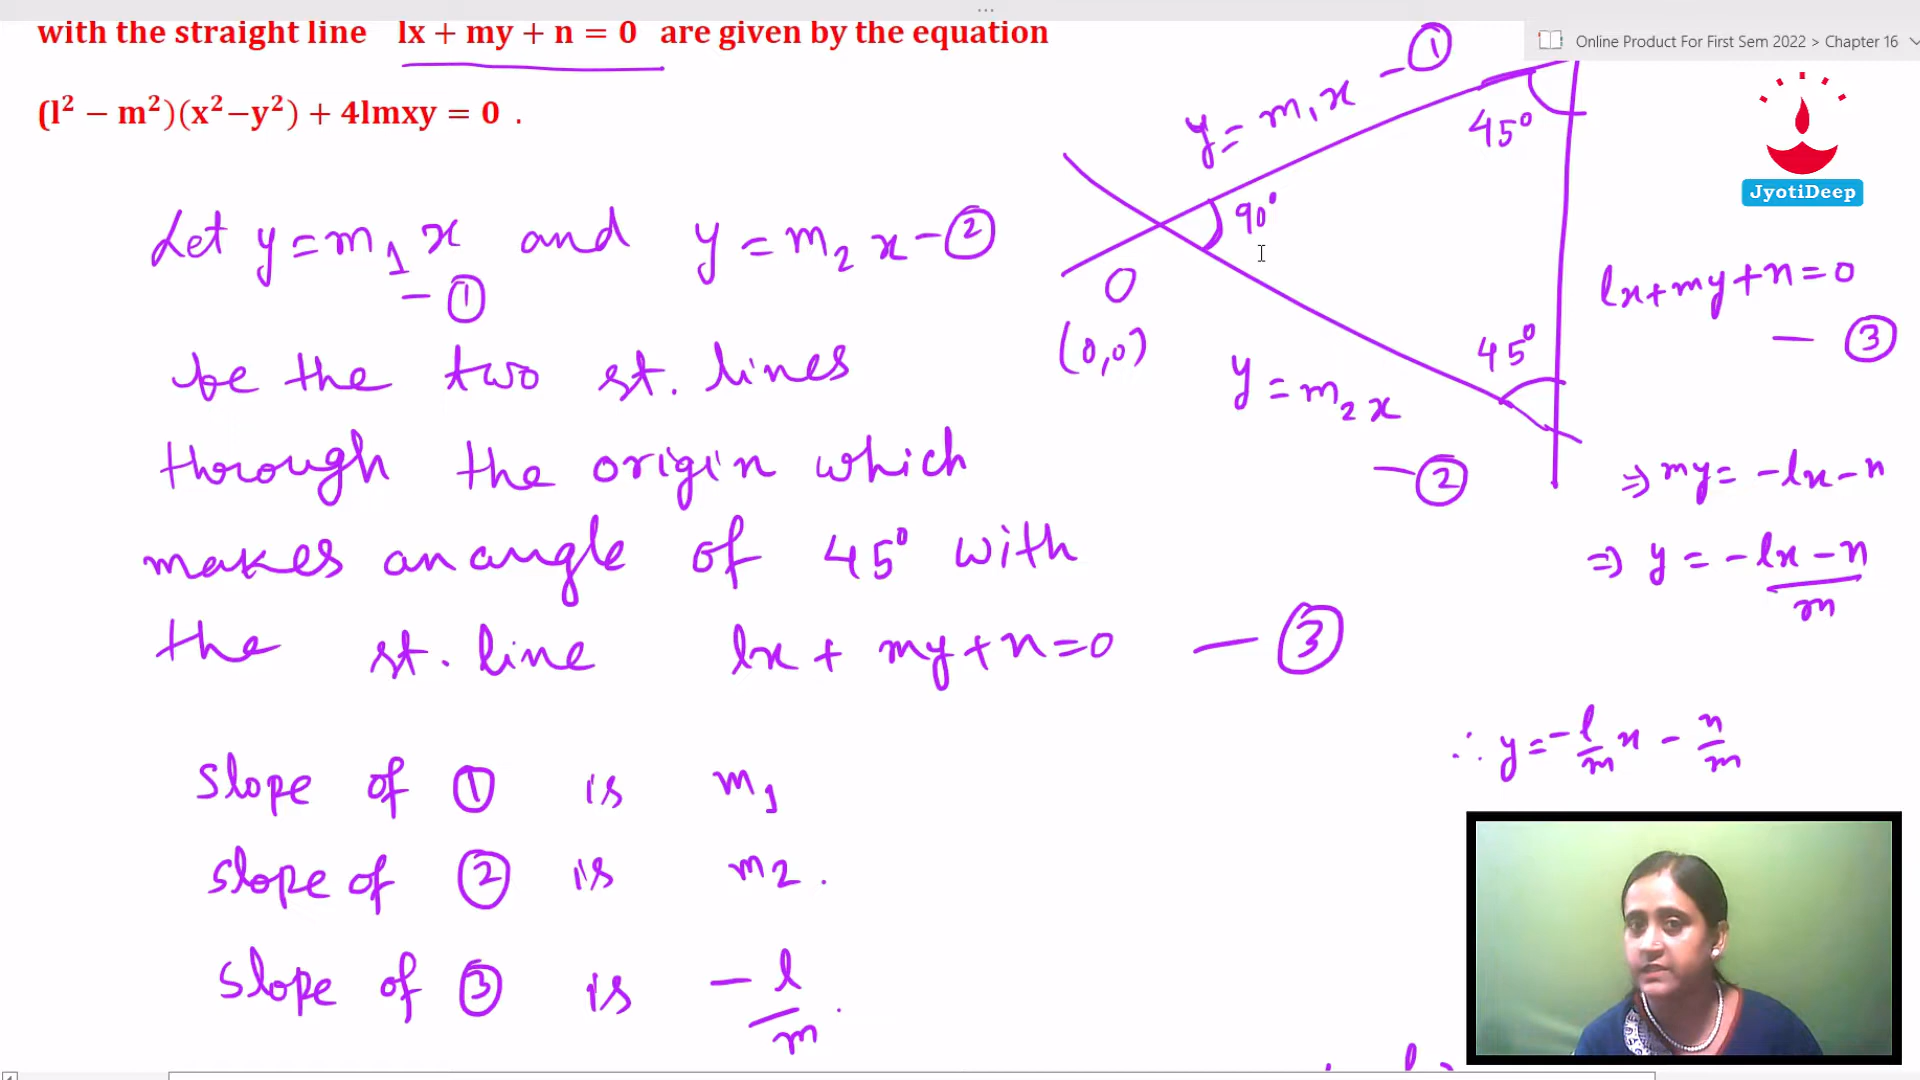 with the straight line lx + my + n = 0 are given by the equation
(l² − m²)(x²−y²) + 4lmxy = 0 .
Online Product For First Sem 2022 > Chapter 16
JyotiDeep
Let y=m₁x and y=m₂x−②
−①
be the two st. lines
through the origin which
makes an angle of 45° with
the st. line lx + my+n=0 — ③
slope of ① is m₁
slope of ② is m₂.
slope of ③ is −l/m.
y=m₁x −①
45°
90°
O
(0,0)
45°
y=m₂x
−②
lx+my+n=0
— ③
⇒ my= −lx−n
⇒ y = −lx−n/m
∴ y=−l/m x − n/m